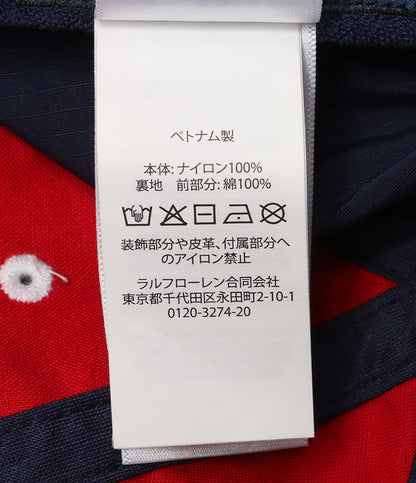 ベトナム製
本体: ナイロン100%
裏地　前部分: 綿100%
装飾部分や皮革、付属部分へ
のアイロン禁止
ラルフローレン合同会社
東京都千代田区永田町2-10-1
0120-3274-20